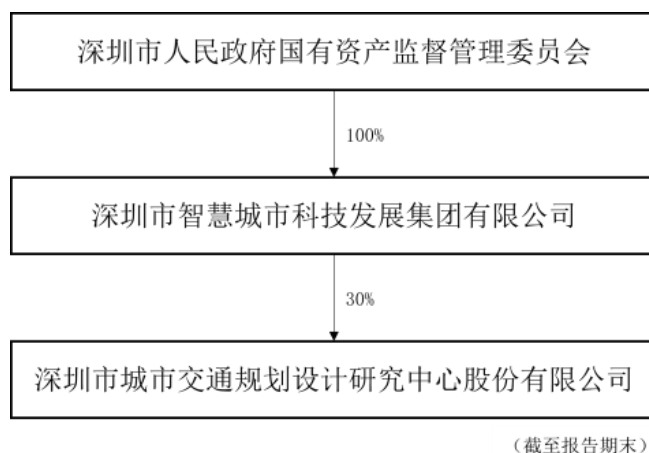 深圳市人民政府国有资产监督管理委员会
100%
深圳市智慧城市科技发展集团有限公司
30%
深圳市城市交通规划设计研究中心股份有限公司
（截至报告期末）